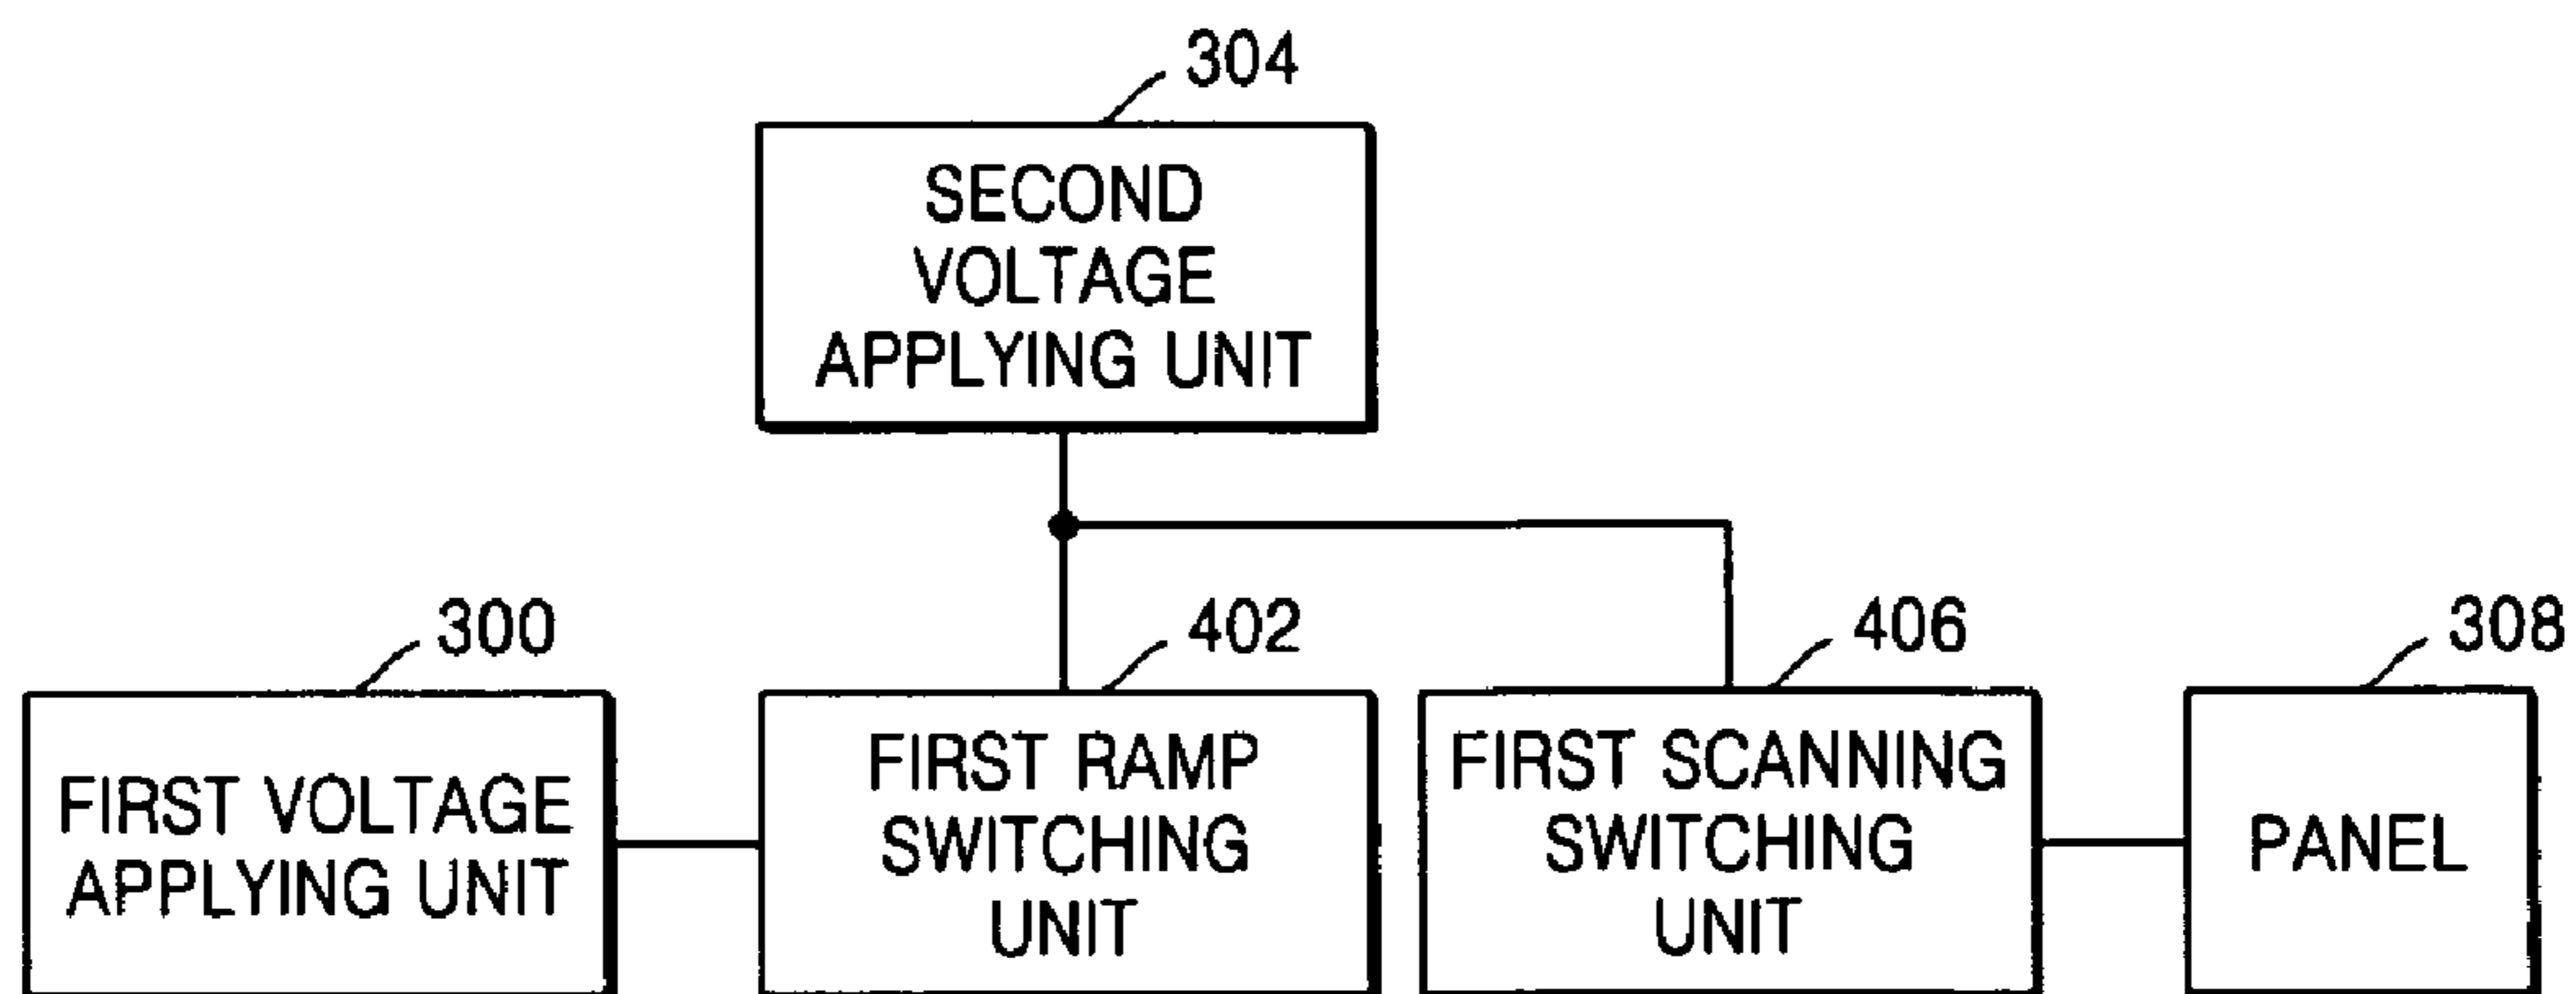 304
SECOND
VOLTAGE
APPLYING UNIT
300
FIRST VOLTAGE
APPLYING UNIT
402
FIRST RAMP
SWITCHING
UNIT
406
FIRST SCANNING
SWITCHING
UNIT
308
PANEL